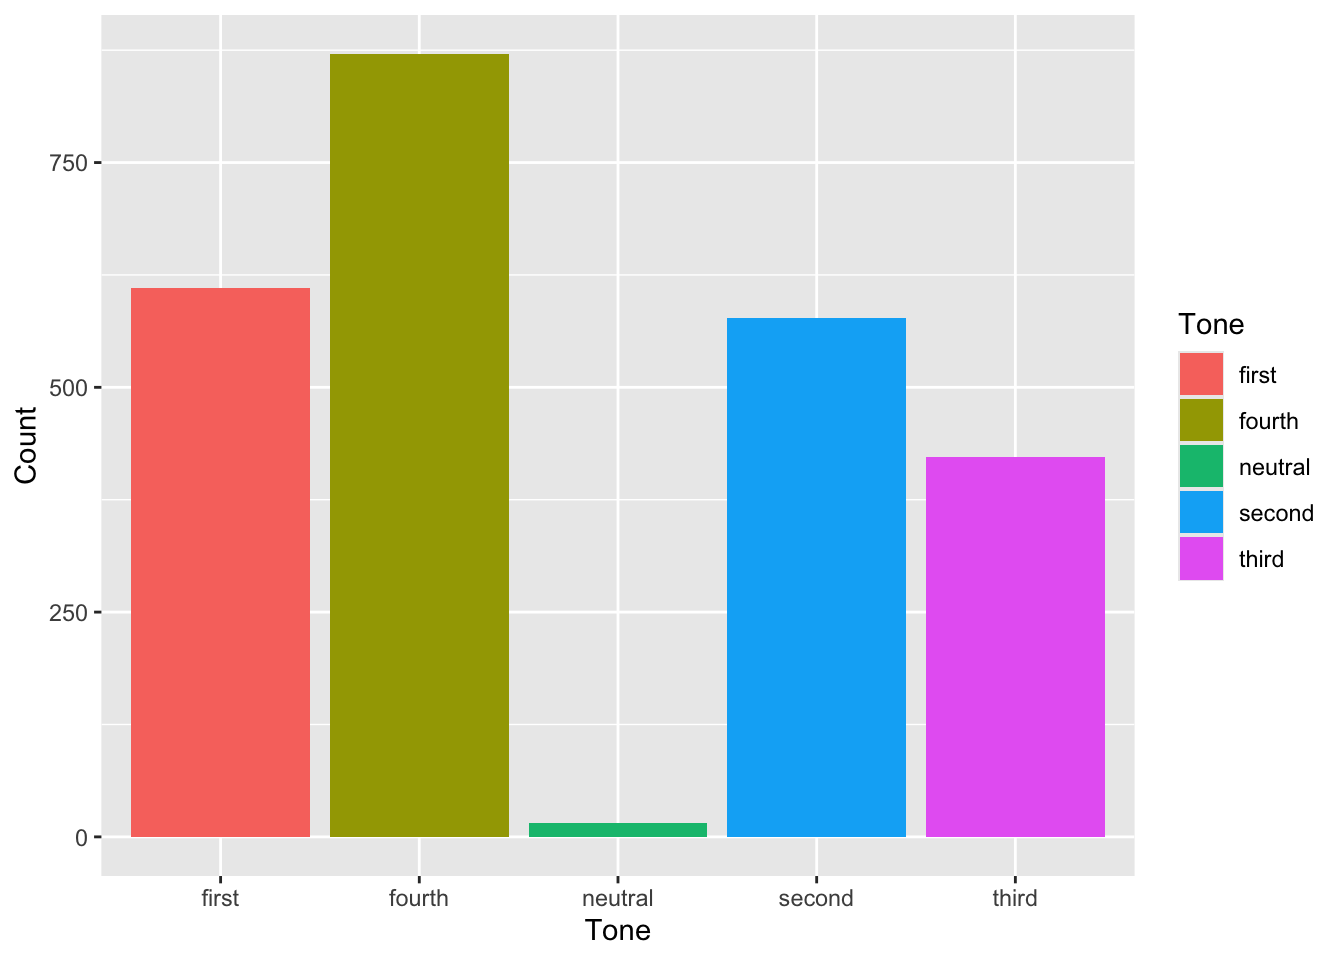 750
500
250
0
Count
first
fourth
neutral
second
third
Tone
Tone
first
fourth
neutral
second
third